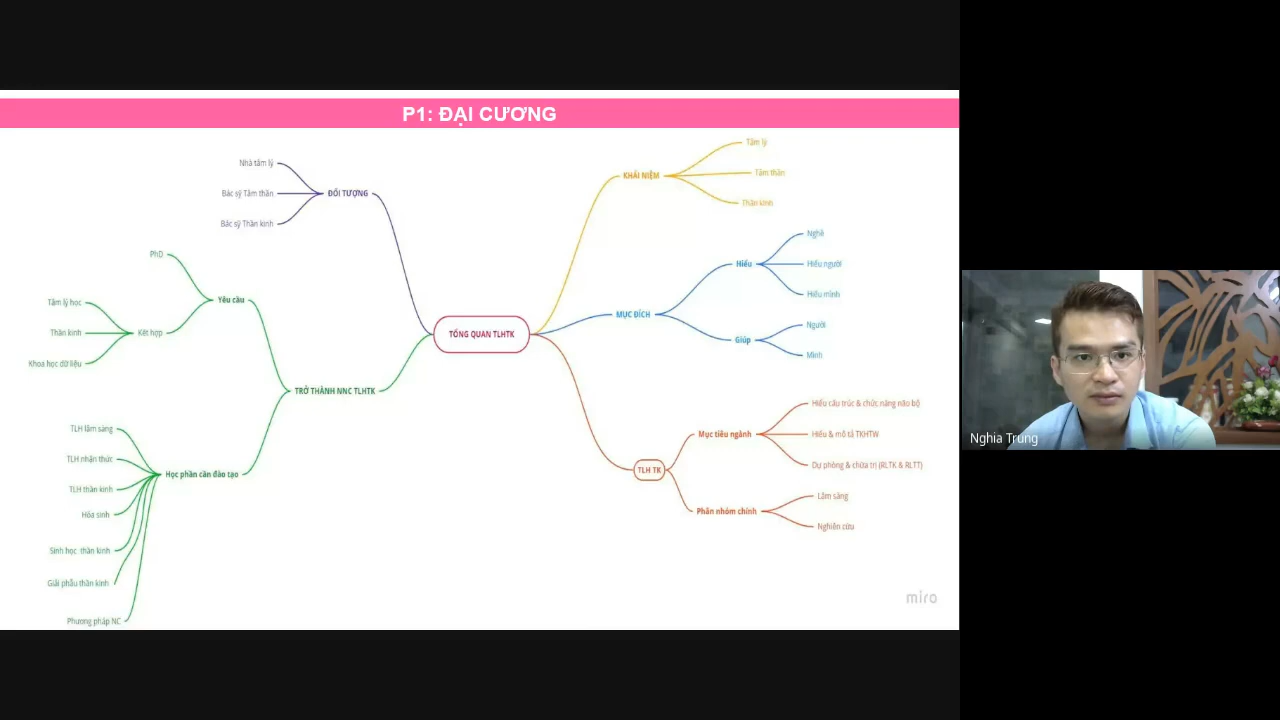 P1: ĐẠI CƯƠNG
TỔNG QUAN TLHTK
KHÁI NIỆM
Tâm lý
Tâm thần
Thần kinh
MỤC ĐÍCH
Hiểu
Nghề
Hiểu người
Hiểu mình
Giúp
Người
Mình
TLH TK
Mục tiêu ngành
Hiểu cấu trúc & chức năng não bộ
Hiểu & mô tả TKHTW
Dự phòng & chữa trị (RLTK & RLTT)
Phân nhóm chính
Lâm sàng
Nghiên cứu
ĐỐI TƯỢNG
Nhà tâm lý
Bác sỹ Tâm thần
Bác sỹ Thần kinh
TRỞ THÀNH NNC TLHTK
Yêu cầu
PhD
Kết hợp
Tâm lý học
Thần kinh
Khoa học dữ liệu
Học phần cần đào tạo
TLH lâm sàng
TLH nhận thức
TLH thần kinh
Hóa sinh
Sinh học thần kinh
Giải phẫu thần kinh
Phương pháp NC
miro
Nghia Trung